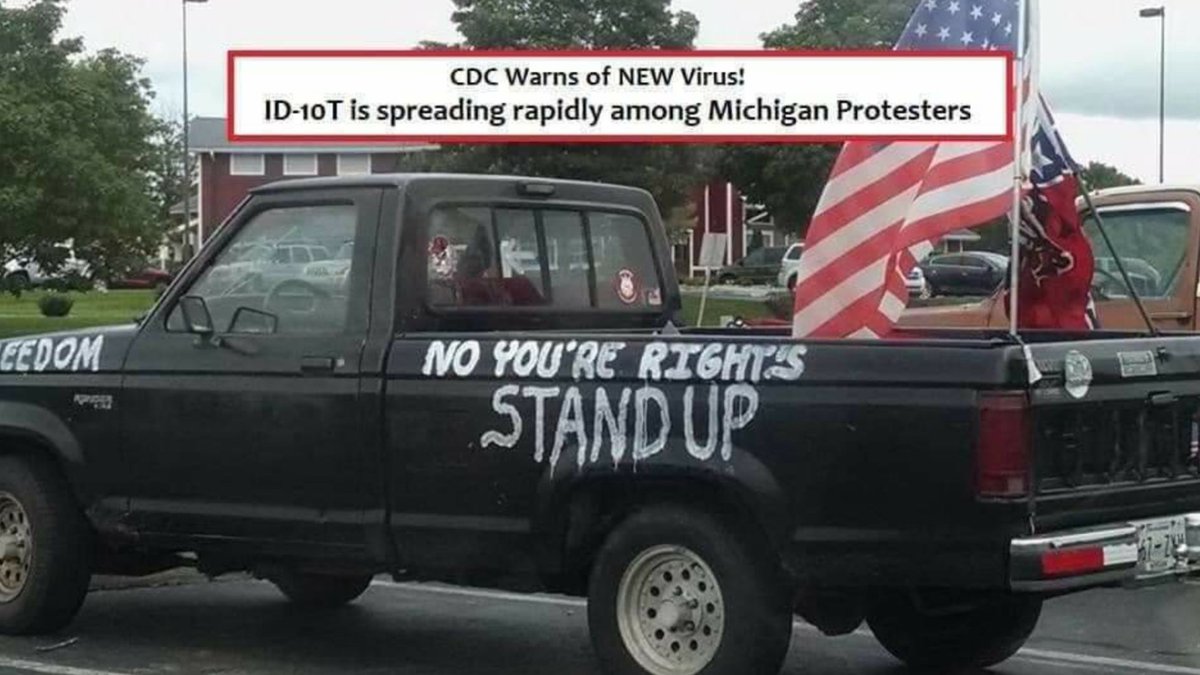 CDC Warns of NEW Virus!
ID-10T is spreading rapidly among Michigan Protesters
EEDOM
NO YOU'RE RIGHT'S
STAND UP
RANGER